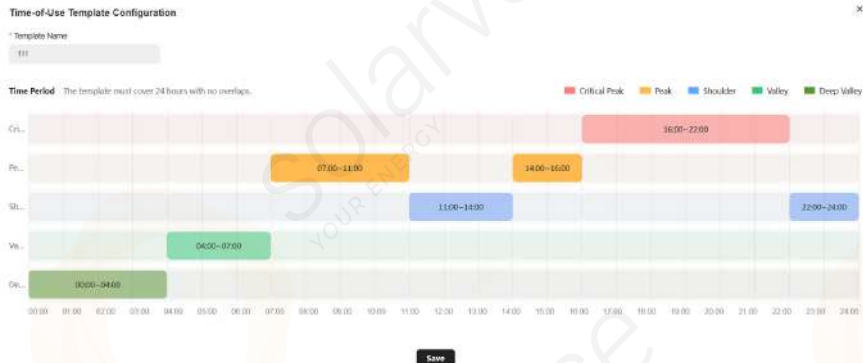 Time-of-Use Template Configuration
×
* Template Name
111
Time Period The template must cover 24 hours with no overlaps.
Critical Peak Peak Shoulder Valley Deep Valley
Cri...
16:00~22:00
Pe...
07:00~11:00 14:00~16:00
Sh...
11:00~14:00 22:00~24:00
Va...
04:00~07:00
De...
00:00~04:00
00:00 01:00 02:00 03:00 04:00 05:00 06:00 07:00 08:00 09:00 10:00 11:00 12:00 13:00 14:00 15:00 16:00 17:00 18:00 19:00 20:00 21:00 22:00 23:00 24:00
Save
YOUR ENERGY